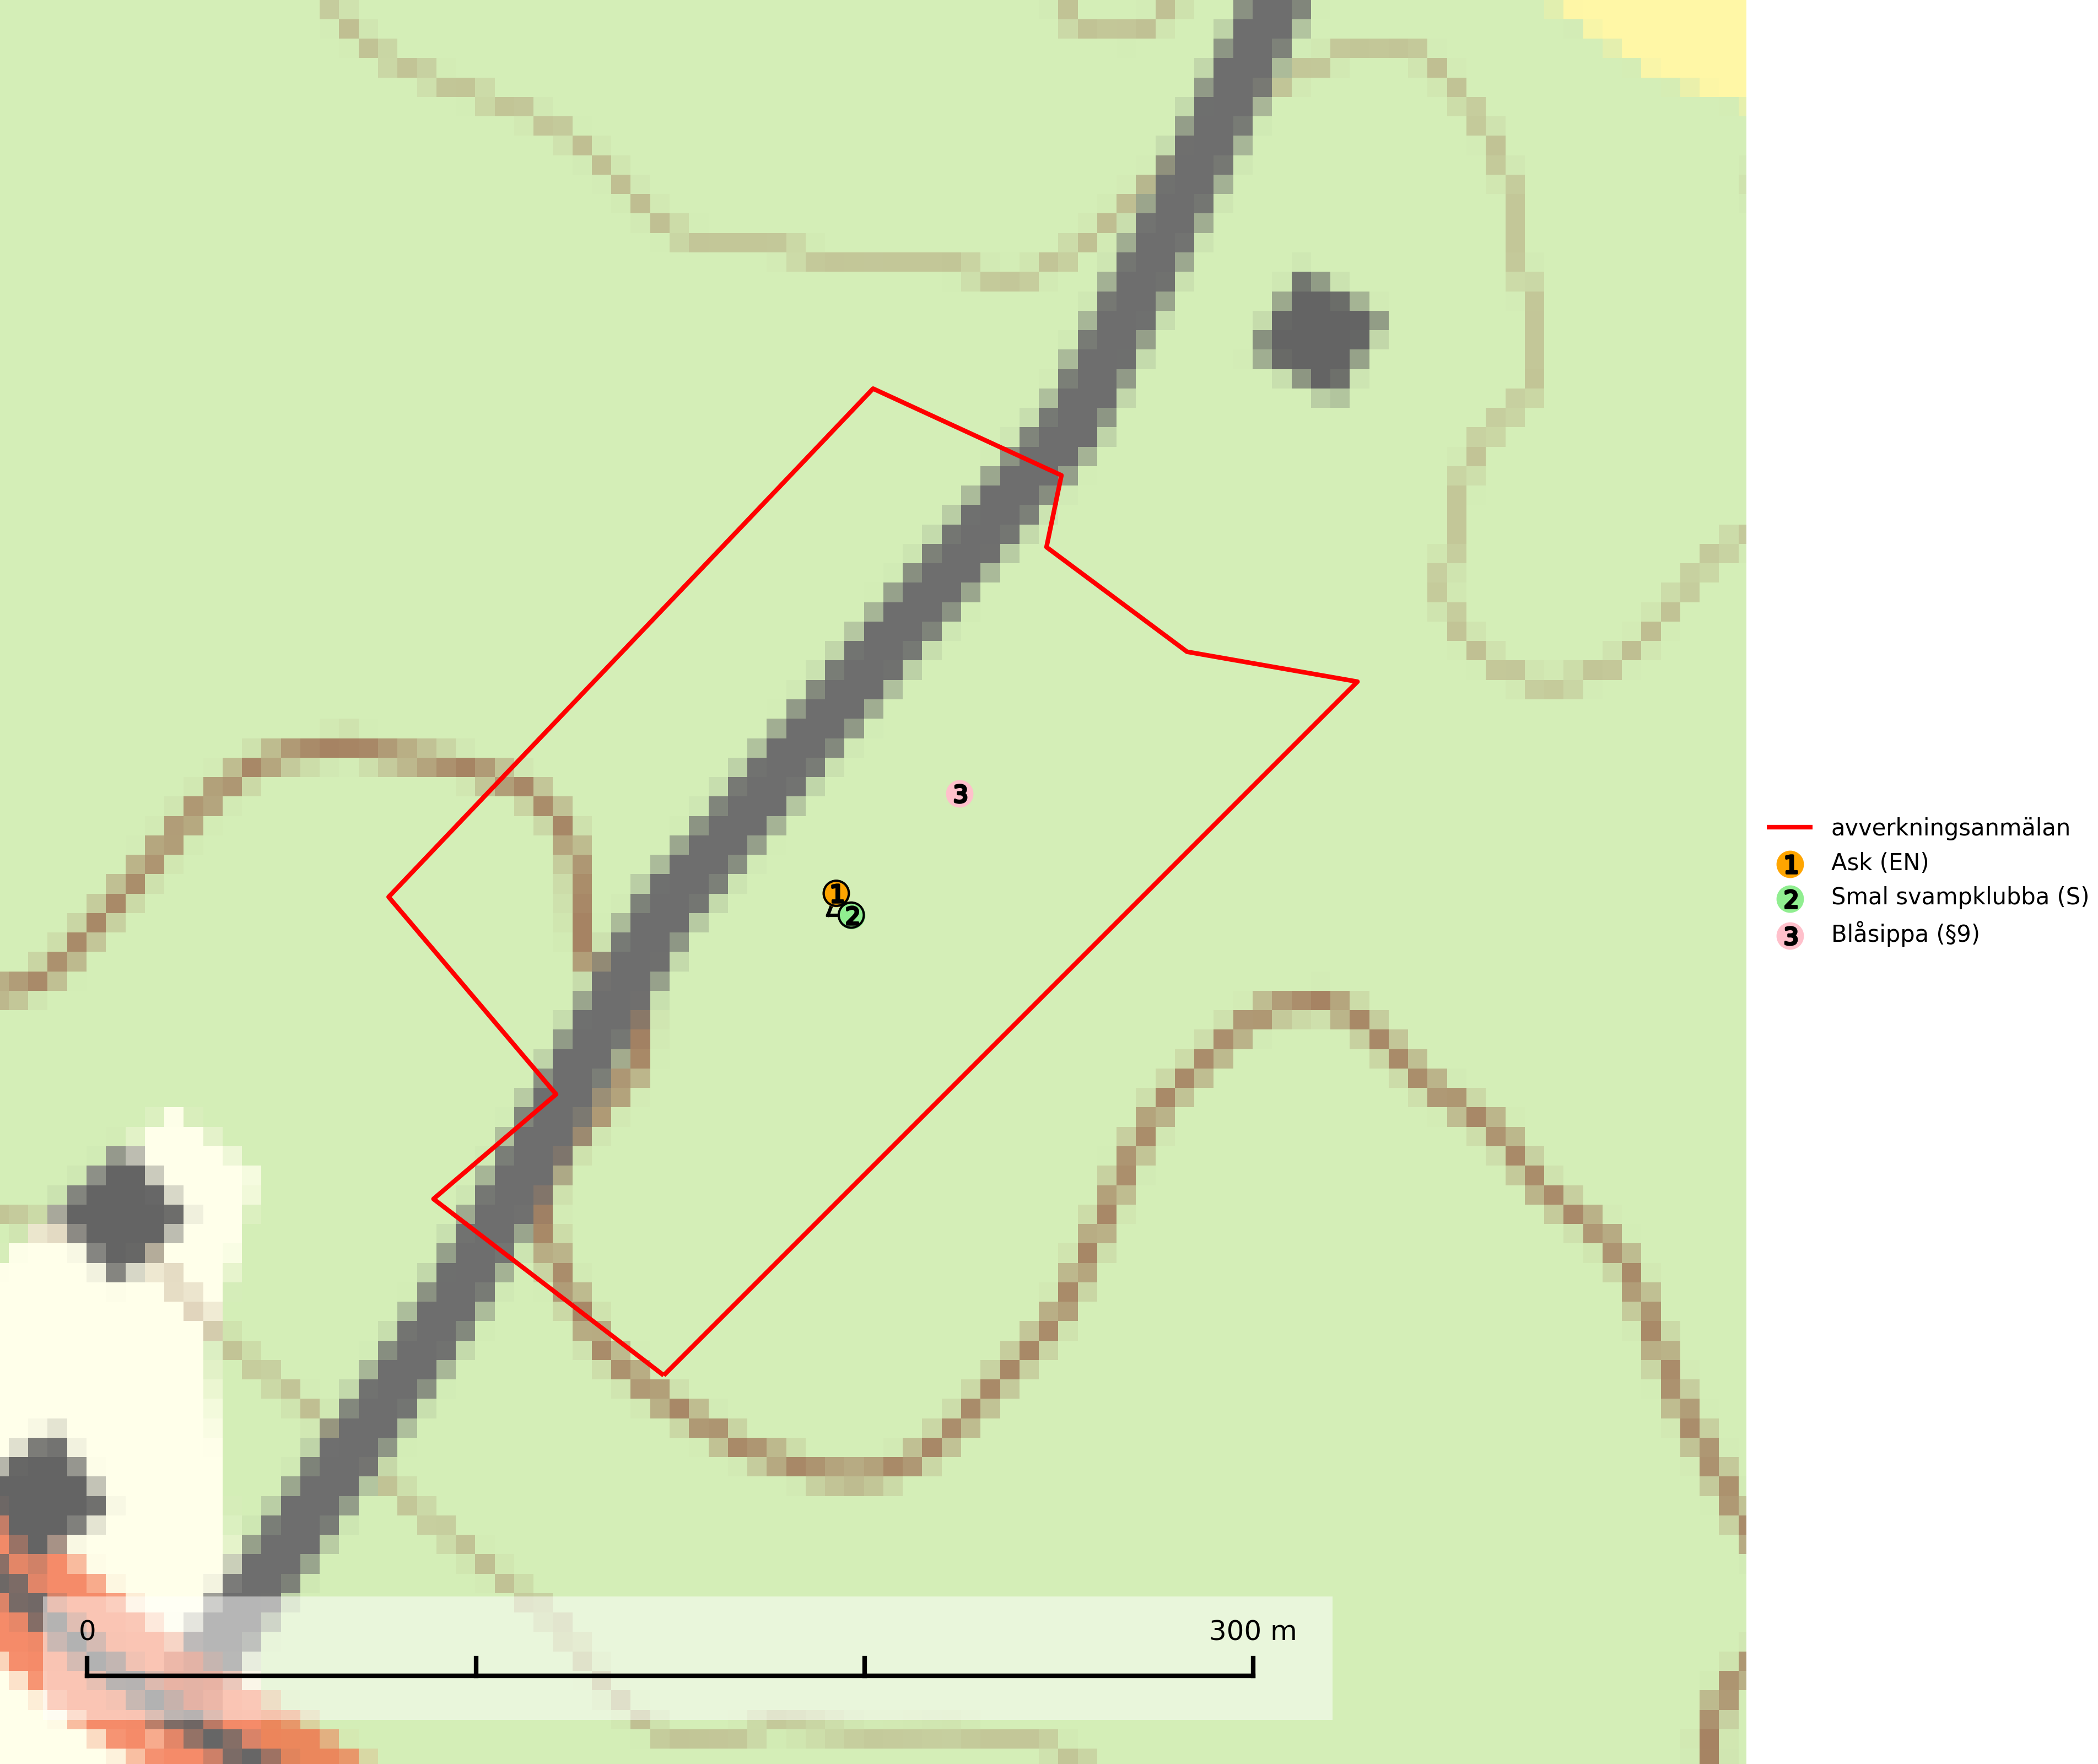 3
1
2
avverkningsanmälan
1 Ask (EN)
2 Smal svampklubba (S)
3 Blåsippa (§9)
0 300 m